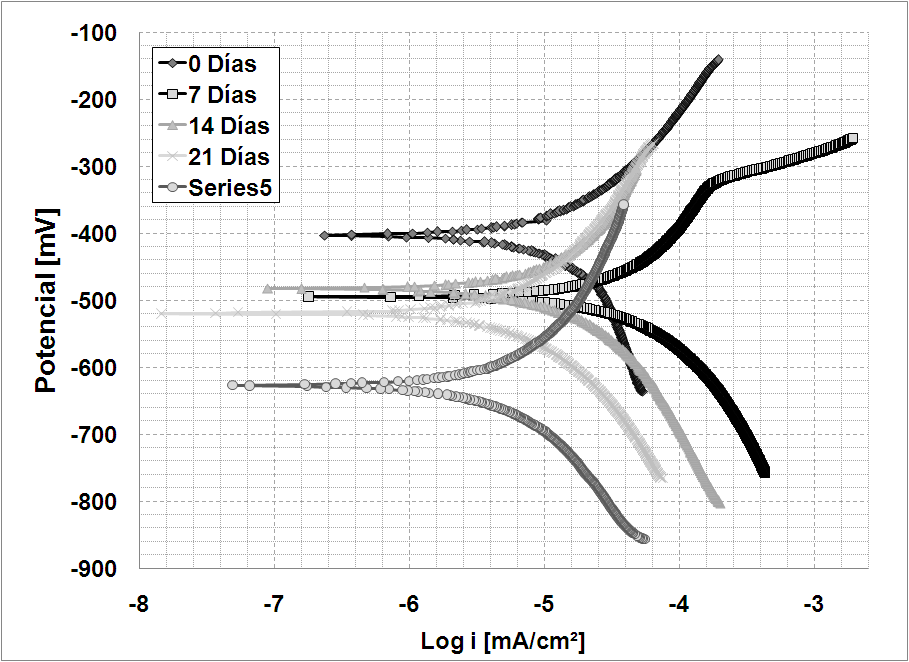 -100
-200
-300
-400
-500
-600
-700
-800
-900
Potencial [mV]
0 Días
7 Días
14 Días
21 Días
Series5
-8 -7 -6 -5 -4 -3
Log i [mA/cm²]